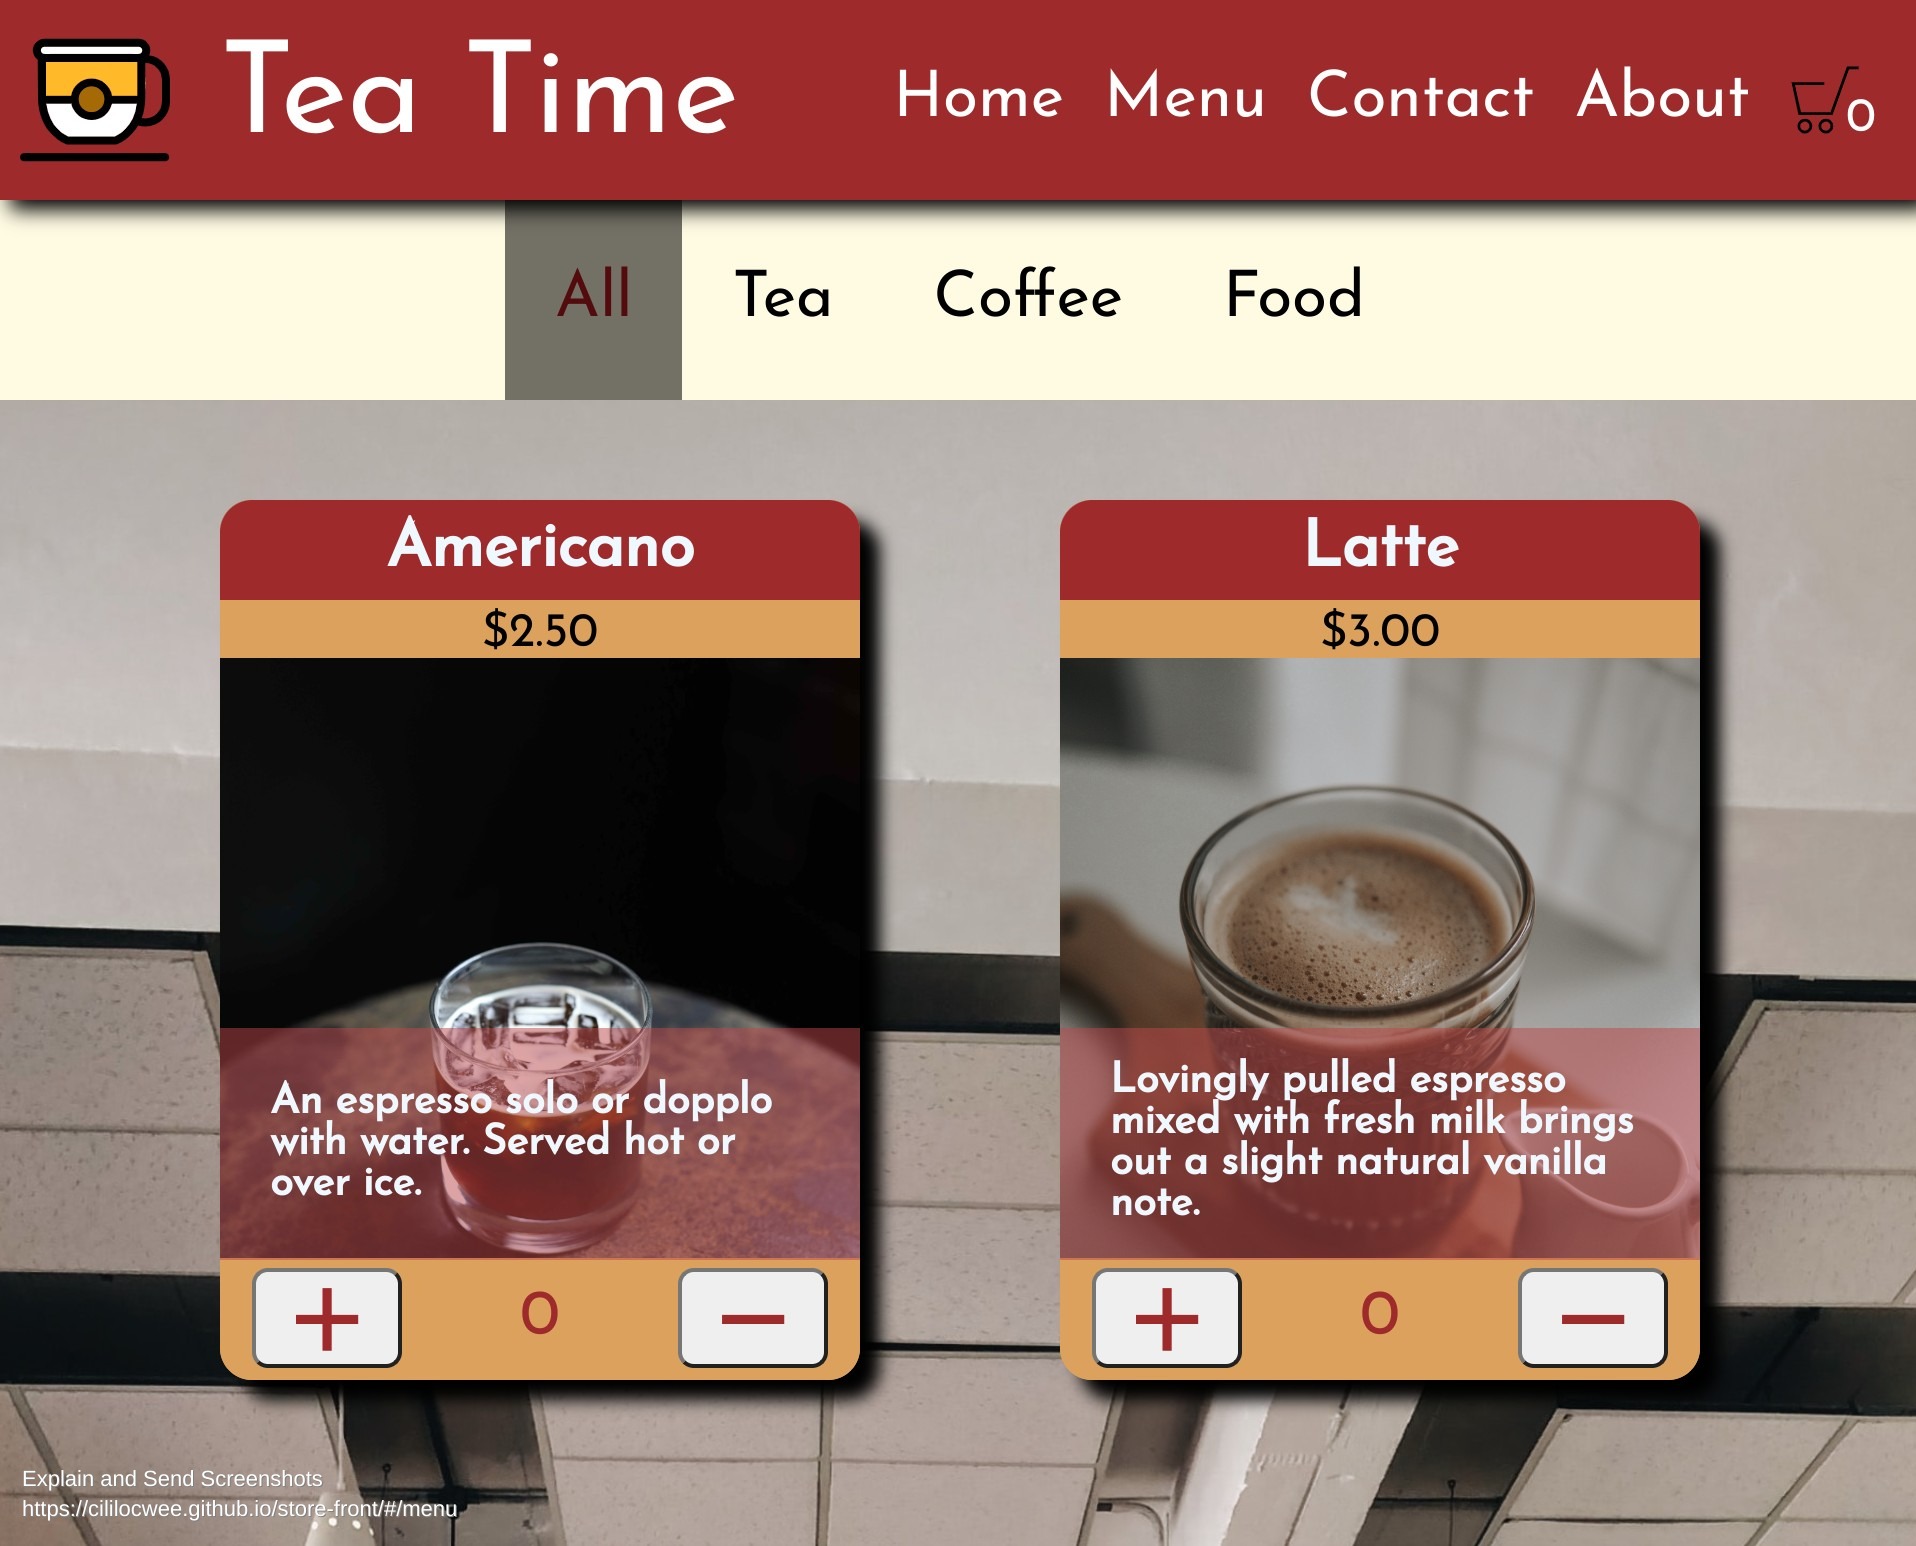 Tea Time
Home Menu Contact About 0
All Tea Coffee Food
Americano
$2.50
An espresso solo or dopplo
with water. Served hot or
over ice.
+ 0 −
Latte
$3.00
Lovingly pulled espresso
mixed with fresh milk brings
out a slight natural vanilla
note.
+ 0 −
Explain and Send Screenshots
https://cililocwee.github.io/store-front/#/menu